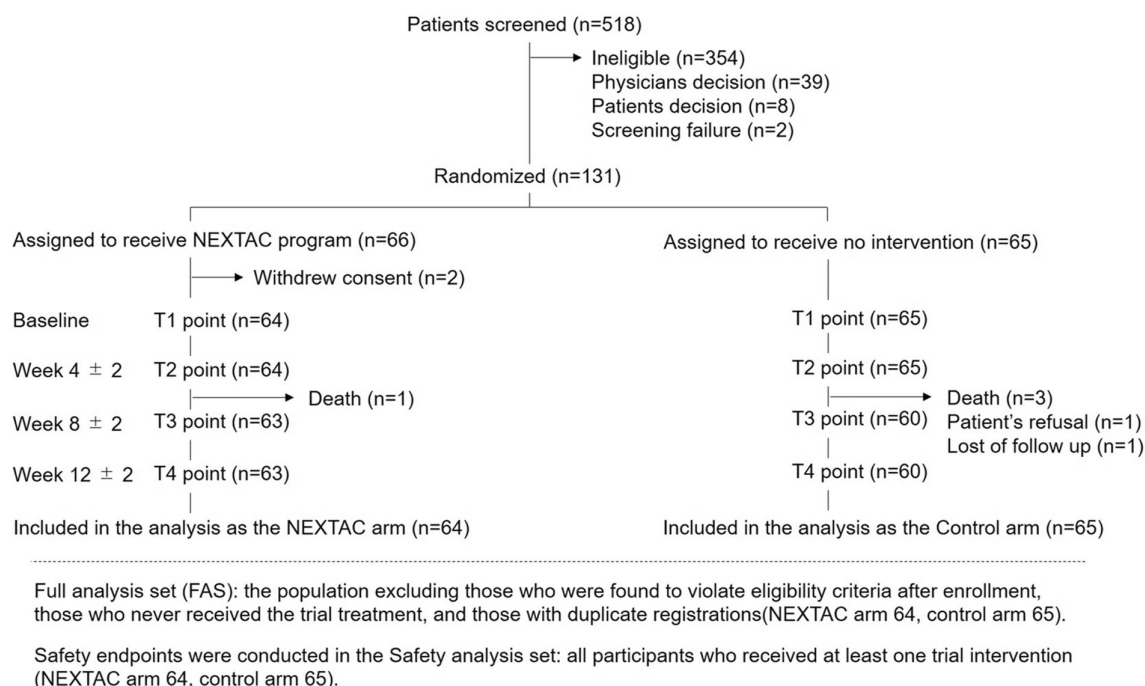 Patients screened (n=518)
Ineligible (n=354)
Physicians decision (n=39)
Patients decision (n=8)
Screening failure (n=2)
Randomized (n=131)
Assigned to receive NEXTAC program (n=66)
Assigned to receive no intervention (n=65)
Withdrew consent (n=2)
Baseline T1 point (n=64)
T1 point (n=65)
Week 4 ± 2 T2 point (n=64)
T2 point (n=65)
Death (n=1)
Death (n=3)
Week 8 ± 2 T3 point (n=63)
T3 point (n=60)
Patient's refusal (n=1)
Lost of follow up (n=1)
Week 12 ± 2 T4 point (n=63)
T4 point (n=60)
Included in the analysis as the NEXTAC arm (n=64)
Included in the analysis as the Control arm (n=65)
Full analysis set (FAS): the population excluding those who were found to violate eligibility criteria after enrollment,
those who never received the trial treatment, and those with duplicate registrations(NEXTAC arm 64, control arm 65).
Safety endpoints were conducted in the Safety analysis set: all participants who received at least one trial intervention
(NEXTAC arm 64, control arm 65).